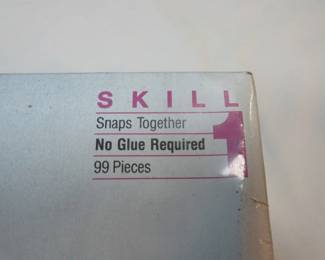 SKILL
Snaps Together
No Glue Required
99 Pieces
1